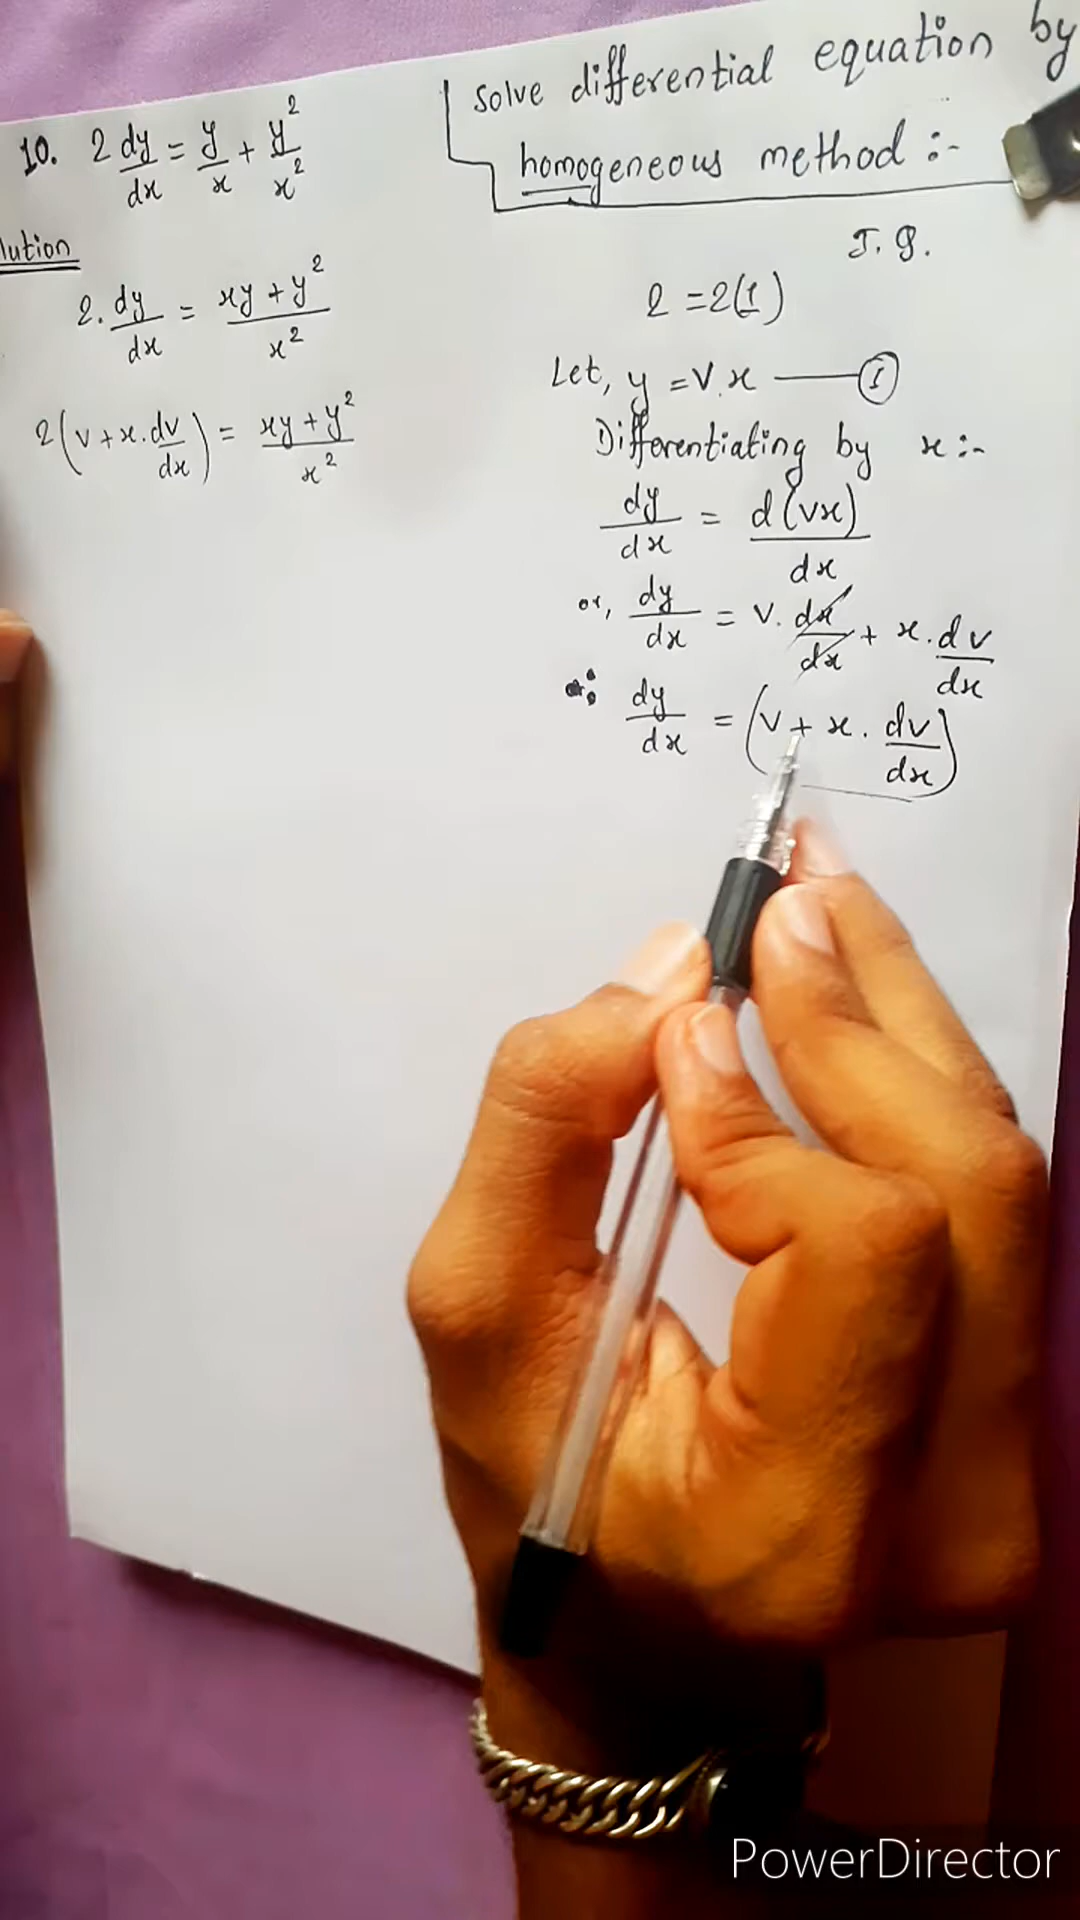 solve differential equation by
homogeneous method :-
10. 2 dy/dx = y/x + y²/x²
lution
2. dy/dx = xy + y²/x²
2(v + x. dv/dx) = xy + y²/x²
I. g.
2 = 2(1)
Let, y = v.x —— (I)
Differentiating by x :-
dy/dx = d(vx)/dx
or, dy/dx = v. dx/dx + x. dv/dx
∴ dy/dx = (v + x. dv/dx)
PowerDirector